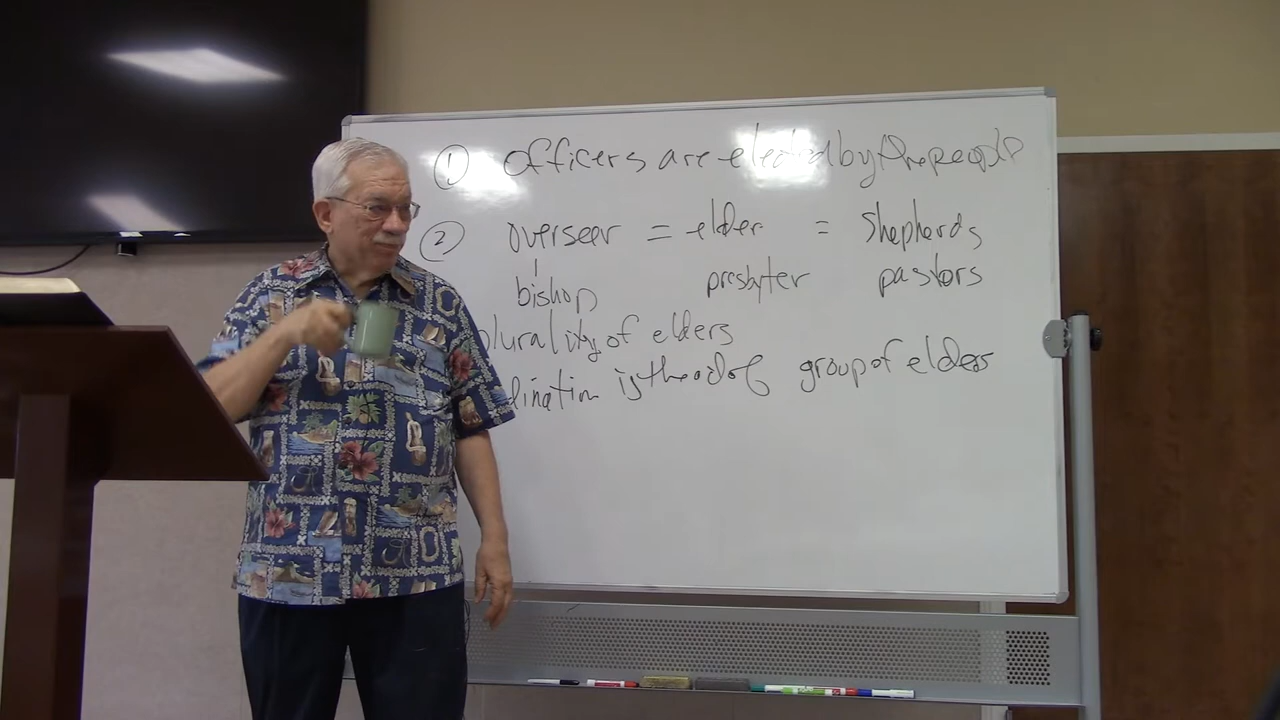 ① Officers are elected by the people
② overseer = elder = shepherds
bishop presbyter pastors
plurality of elders
dination is the act of group of elders